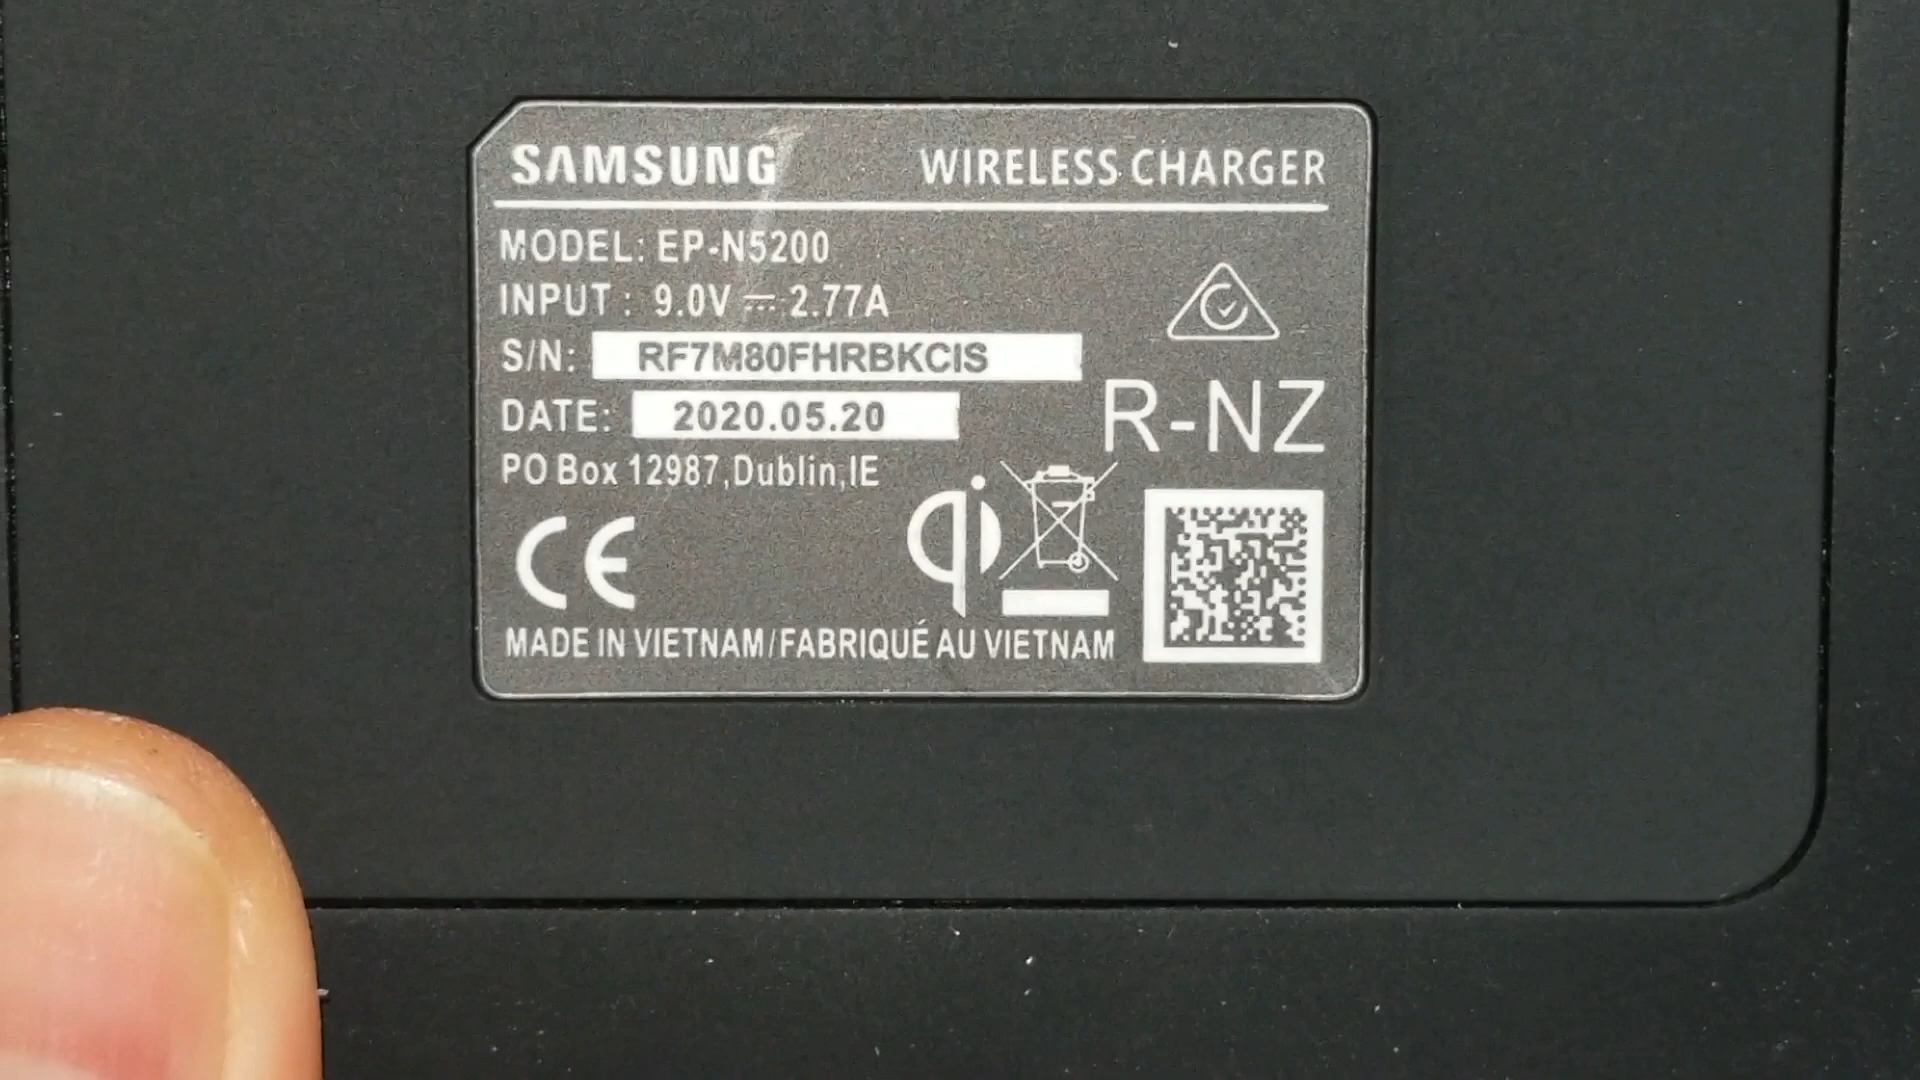 SAMSUNG WIRELESS CHARGER
MODEL: EP-N5200
INPUT : 9.0V ⎓ 2.77A
S/N: RF7M80FHRBKCIS
DATE: 2020.05.20
R-NZ
PO Box 12987,Dublin,IE
CE
qi
MADE IN VIETNAM/FABRIQUÉ AU VIETNAM